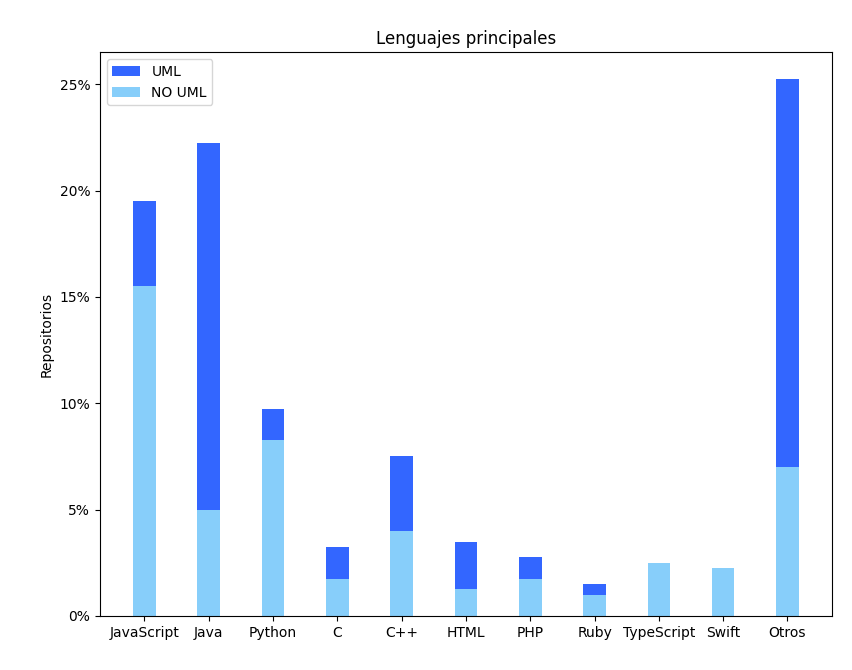 Lenguajes principales
UML
NO UML
25%
20%
15%
10%
5%
0%
Repositorios
JavaScript Java Python C C++ HTML PHP Ruby TypeScript Swift Otros